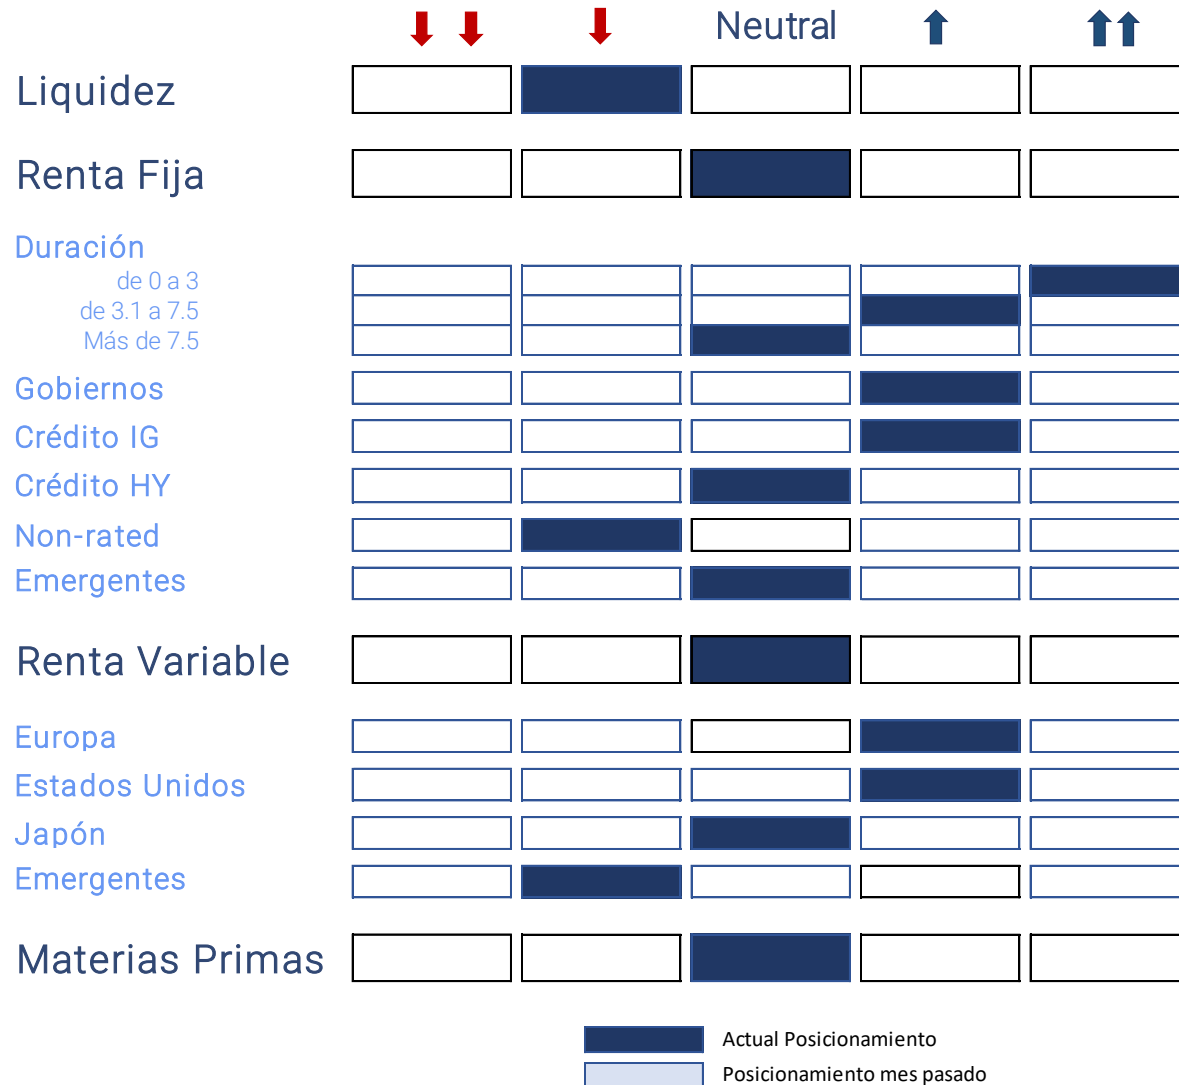 Neutral
Liquidez
Renta Fija
Duración
de 0 a 3
de 3.1 a 7.5
Más de 7.5
Gobiernos
Crédito IG
Crédito HY
Non-rated
Emergentes
Renta Variable
Europa
Estados Unidos
Japón
Emergentes
Materias Primas
Actual Posicionamiento
Posicionamiento mes pasado